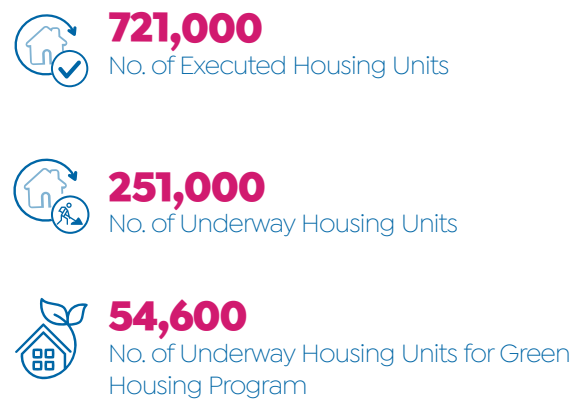 721,000
No. of Executed Housing Units
251,000
No. of Underway Housing Units
54,600
No. of Underway Housing Units for Green
Housing Program